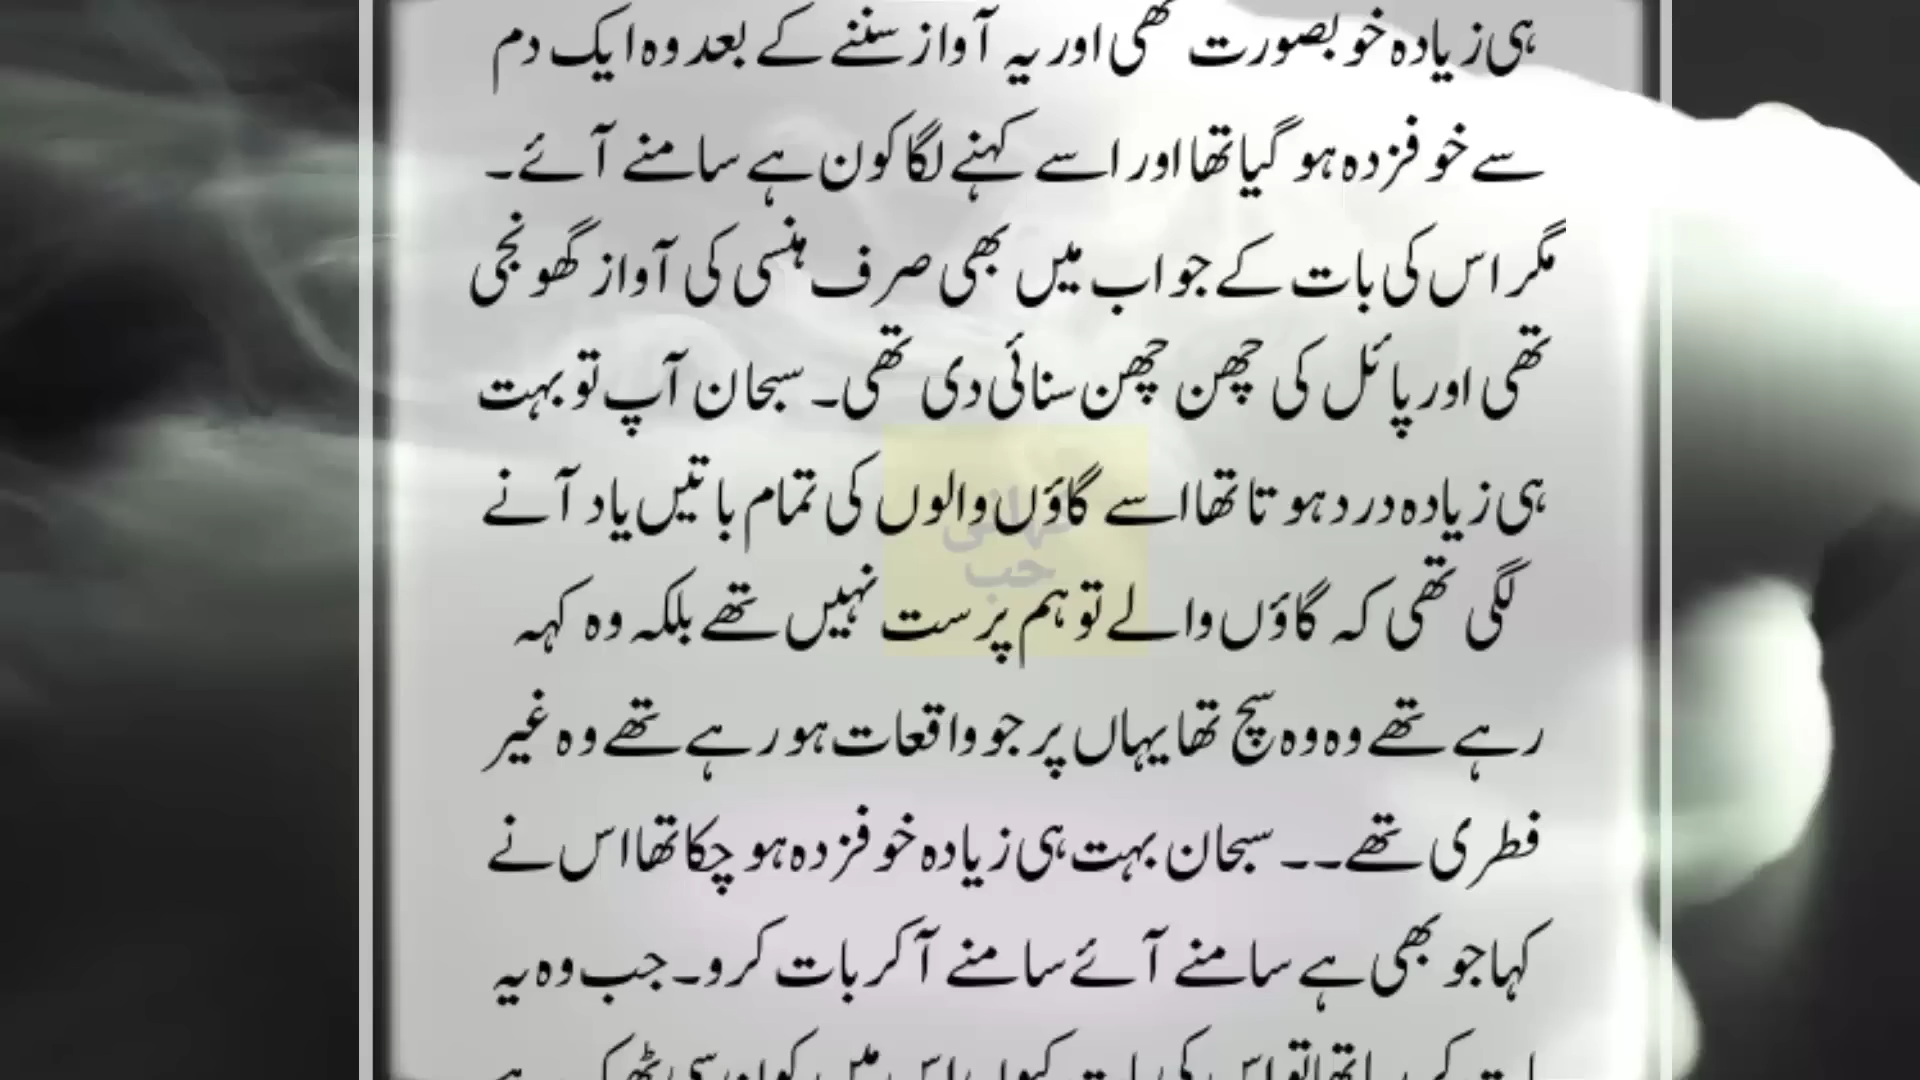 ہی زیادہ خوبصورت تھی اور یہ آواز سننے کے بعد وہ ایک دم
سے خوفزدہ ہو گیا تھا اور اسے کہنے لگا کون ہے سامنے آئے۔
مگر اس کی بات کے جواب میں بھی صرف ہنسی کی آواز گھونجی
تھی اور پائل کی چھن چھن سنائی دی تھی۔ سبحان آپ تو بہت
ہی زیادہ درد ہوتا تھا اسے گاؤں والوں کی تمام باتیں یاد آنے
لگی تھی کہ گاؤں والے تو ہم پرست نہیں تھے بلکہ وہ کہہ
رہے تھے وہ وہ سچ تھا یہاں پر جو واقعات ہو رہے تھے وہ غیر
فطری تھے۔۔ سبحان بہت ہی زیادہ خوفزدہ ہو چکا تھا اس نے
کہا جو بھی ہے سامنے آئے سامنے آ کر بات کرو۔ جب وہ یہ